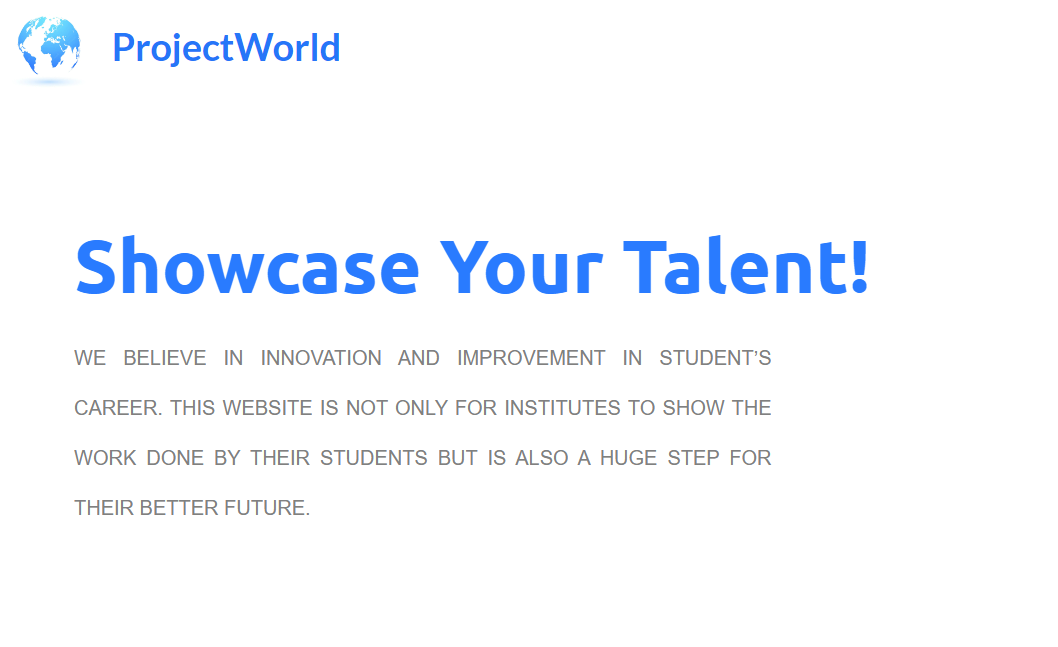 ProjectWorld
Showcase Your Talent!
WE BELIEVE IN INNOVATION AND IMPROVEMENT IN STUDENT’S
CAREER. THIS WEBSITE IS NOT ONLY FOR INSTITUTES TO SHOW THE
WORK DONE BY THEIR STUDENTS BUT IS ALSO A HUGE STEP FOR
THEIR BETTER FUTURE.